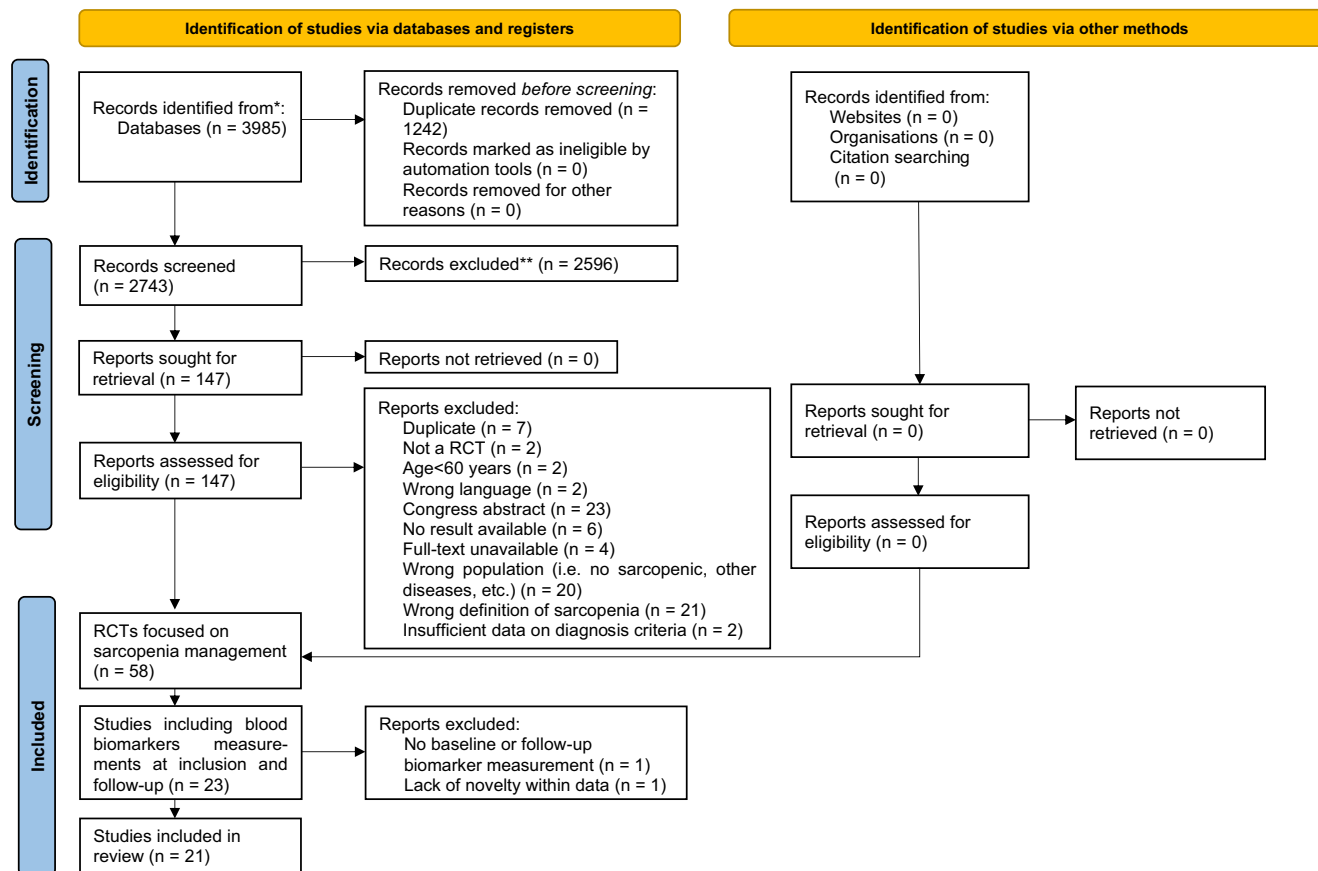 Identification of studies via databases and registers
Identification of studies via other methods
Identification
Records identified from*:
Databases (n = 3985)
Records removed before screening:
Duplicate records removed (n =
1242)
Records marked as ineligible by
automation tools (n = 0)
Records removed for other
reasons (n = 0)
Records identified from:
Websites (n = 0)
Organisations (n = 0)
Citation searching
(n = 0)
Screening
Records screened
(n = 2743)
Records excluded** (n = 2596)
Reports sought for
retrieval (n = 147)
Reports not retrieved (n = 0)
Reports assessed for
eligibility (n = 147)
Reports excluded:
Duplicate (n = 7)
Not a RCT (n = 2)
Age<60 years (n = 2)
Wrong language (n = 2)
Congress abstract (n = 23)
No result available (n = 6)
Full-text unavailable (n = 4)
Wrong population (i.e. no sarcopenic, other
diseases, etc.) (n = 20)
Wrong definition of sarcopenia (n = 21)
Insufficient data on diagnosis criteria (n = 2)
Reports sought for
retrieval (n = 0)
Reports not
retrieved (n = 0)
Reports assessed for
eligibility (n = 0)
Included
RCTs focused on
sarcopenia management
(n = 58)
Studies including blood
biomarkers measure-
ments at inclusion and
follow-up (n = 23)
Reports excluded:
No baseline or follow-up
biomarker measurement (n = 1)
Lack of novelty within data (n = 1)
Studies included in
review (n = 21)